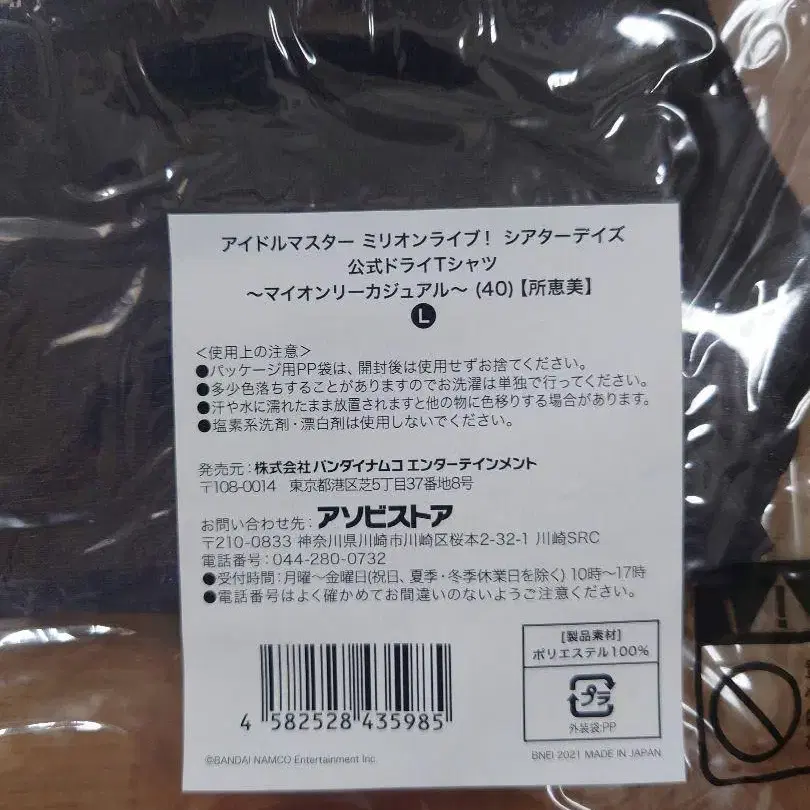 アイドルマスター ミリオンライブ! シアターデイズ
公式ドライTシャツ
～マイオンリーカジュアル～ (40)【所恵美】
L
＜使用上の注意＞
●パッケージ用PP袋は、開封後は使用せずお捨てください。
●多少色落ちすることがありますのでお洗濯は単独で行ってください。
●汗や水に濡れたまま放置されますと他の物に色移りする場合があります。
●塩素系洗剤・漂白剤は使用しないでください。
発売元：株式会社 バンダイナムコ エンターテインメント
〒108-0014 東京都港区芝5丁目37番地8号
お問い合わせ先：アソビストア
〒210-0833 神奈川県川崎市川崎区桜本2-32-1 川崎SRC
電話番号：044-280-0732
●受付時間：月曜～金曜日(祝日、夏季・冬季休業日を除く) 10時～17時
●電話番号はよく確かめてお間違いのないようご注意ください。
[製品素材]
ポリエステル100%
プラ
外装袋:PP
4 582528 435985
©BANDAI NAMCO Entertainment Inc.
BNEI 2021 MADE IN JAPAN